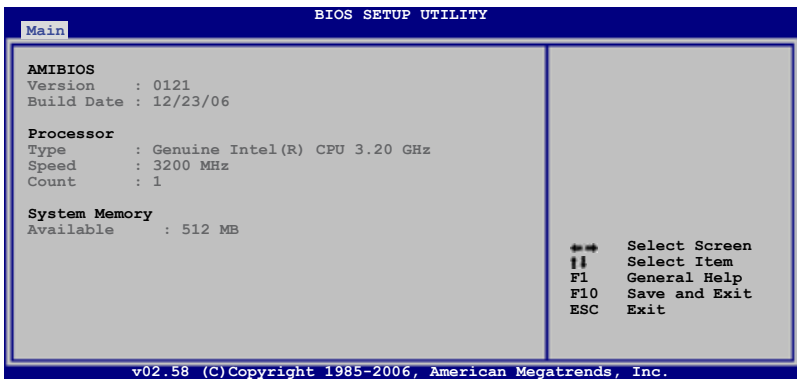 BIOS SETUP UTILITY
Main
AMIBIOS
Version : 0121
Build Date : 12/23/06
Processor
Type : Genuine Intel(R) CPU 3.20 GHz
Speed : 3200 MHz
Count : 1
System Memory
Available : 512 MB
←→ Select Screen
↑↓ Select Item
F1 General Help
F10 Save and Exit
ESC Exit
v02.58 (C)Copyright 1985-2006, American Megatrends, Inc.